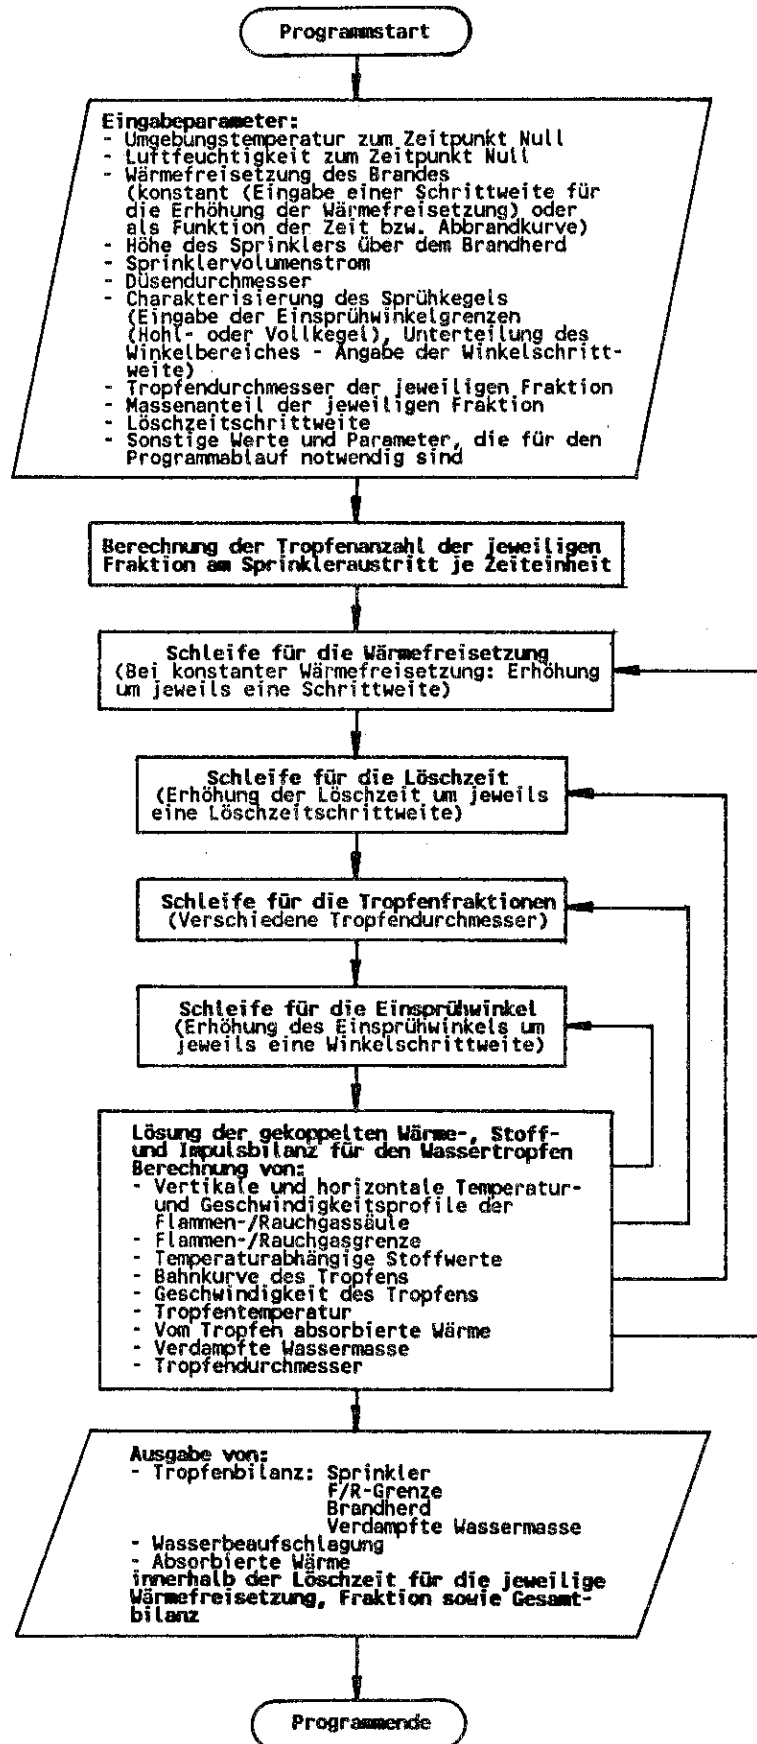 Programmstart
Eingabeparameter:
- Umgebungstemperatur zum Zeitpunkt Null
- Luftfeuchtigkeit zum Zeitpunkt Null
- Wärmefreisetzung des Brandes
(konstant (Eingabe einer Schrittweite für
die Erhöhung der Wärmefreisetzung) oder
als Funktion der Zeit bzw. Abbrandkurve)
- Höhe des Sprinklers über dem Brandherd
- Sprinklervolumenstrom
- Düsendurchmesser
- Charakterisierung des Sprühkegels
(Eingabe der Einsprühwinkelgrenzen
(Hohl- oder Vollkegel), Unterteilung des
Winkelbereiches - Angabe der Winkelschritt-
weite)
- Tropfendurchmesser der jeweiligen Fraktion
- Massenanteil der jeweiligen Fraktion
- Löschzeitschrittweite
- Sonstige Werte und Parameter, die für den
Programmablauf notwendig sind
Berechnung der Tropfenanzahl der jeweiligen
Fraktion am Sprinkleraustritt je Zeiteinheit
Schleife für die Wärmefreisetzung
(Bei konstanter Wärmefreisetzung: Erhöhung
um jeweils eine Schrittweite)
Schleife für die Löschzeit
(Erhöhung der Löschzeit um jeweils
eine Löschzeitschrittweite)
Schleife für die Tropfenfraktionen
(Verschiedene Tropfendurchmesser)
Schleife für die Einsprühwinkel
(Erhöhung des Einsprühwinkels um
jeweils eine Winkelschrittweite)
Lösung der gekoppelten Wärme-, Stoff-
und Impulsbilanz für den Wassertropfen
Berechnung von:
- Vertikale und horizontale Temperatur-
und Geschwindigkeitsprofile der
Flammen-/Rauchgassäule
- Flammen-/Rauchgasgrenze
- Temperaturabhängige Stoffwerte
- Bahnkurve des Tropfens
- Geschwindigkeit des Tropfens
- Tropfentemperatur
- Vom Tropfen absorbierte Wärme
- Verdampfte Wassermasse
- Tropfendurchmesser
Ausgabe von:
- Tropfenbilanz: Sprinkler
F/R-Grenze
Brandherd
Verdampfte Wassermasse
- Wasserbeaufschlagung
- Absorbierte Wärme
innerhalb der Löschzeit für die jeweilige
Wärmefreisetzung, Fraktion sowie Gesamt-
bilanz
Programmende